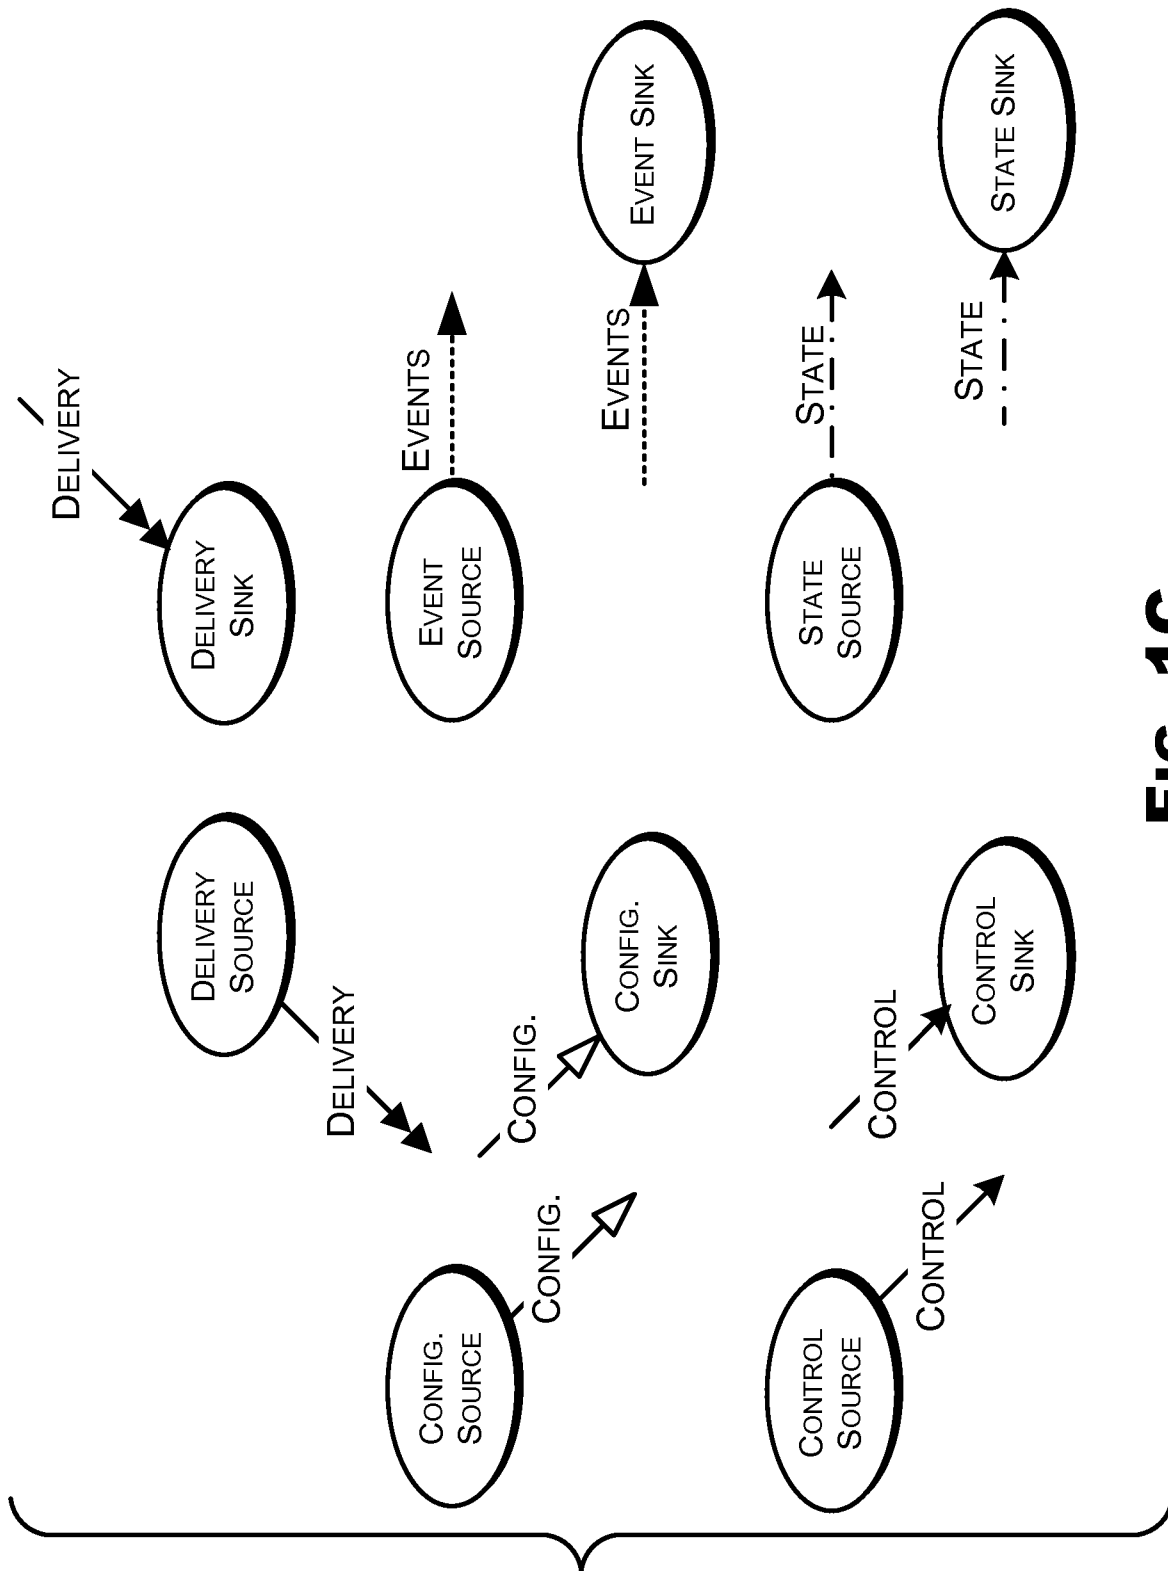 DELIVERY
DELIVERY
SOURCE
DELIVERY
SINK
DELIVERY
EVENTS
CONFIG.
SOURCE
EVENT
SOURCE
CONFIG.
CONFIG.
EVENTS
CONFIG.
SINK
EVENT SINK
STATE
CONTROL
SOURCE
STATE
SOURCE
CONTROL
CONTROL
STATE
CONTROL
SINK
STATE SINK
FIG. 1C